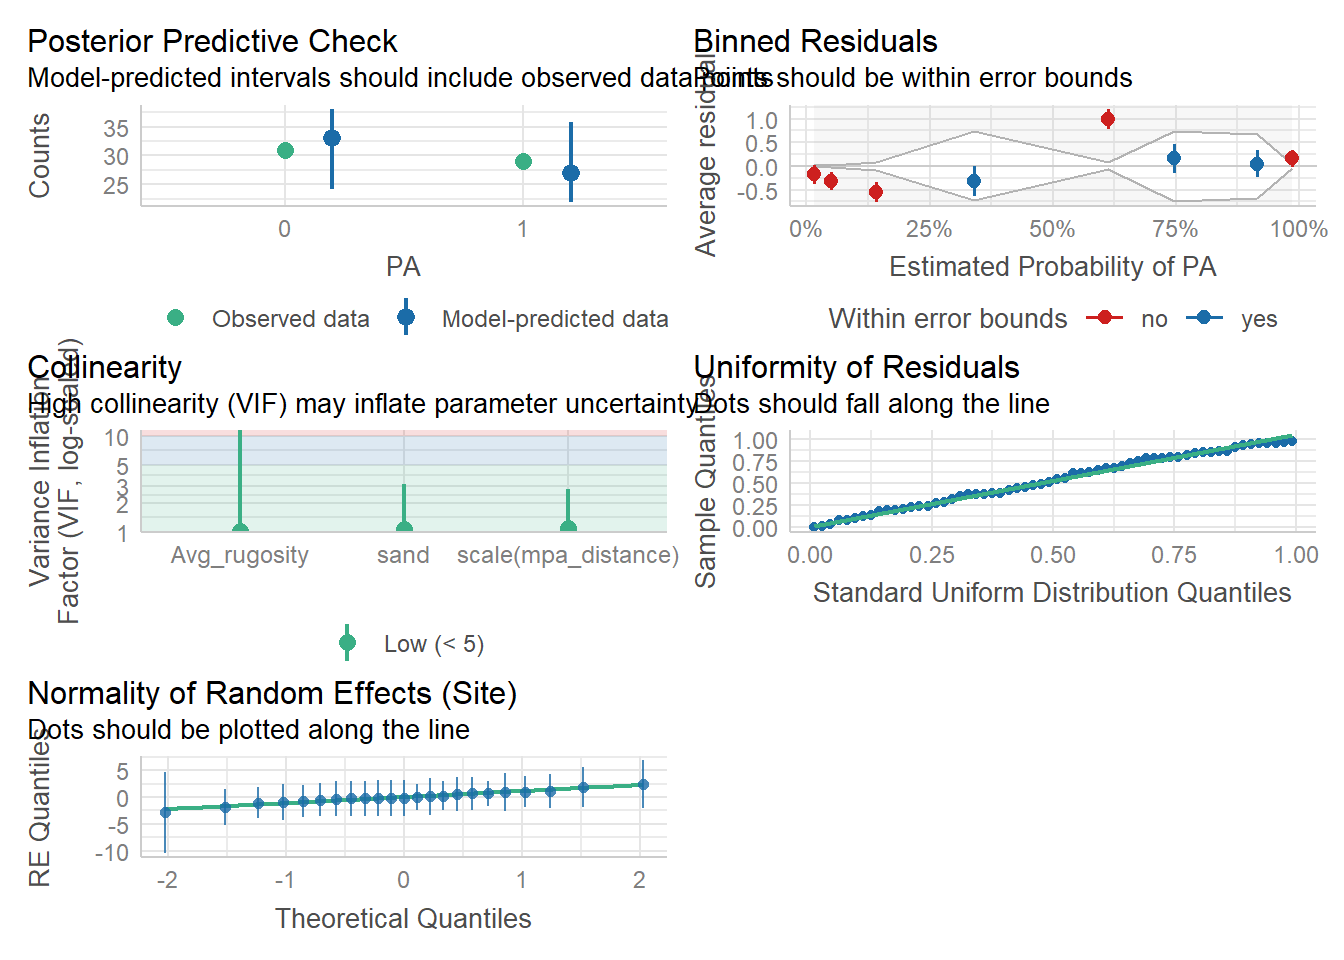 Posterior Predictive Check
Model-predicted intervals should include observed data points
Counts
35
30
25
0
1
PA
Observed data
Model-predicted data
Binned Residuals
Points should be within error bounds
Average residual
1.0
0.5
0.0
-0.5
0%
25%
50%
75%
100%
Estimated Probability of PA
Within error bounds
no
yes
Collinearity
High collinearity (VIF) may inflate parameter uncertainty
Variance Inflation
Factor (VIF, log-scaled)
10
5
3
2
1
Avg_rugosity
sand
scale(mpa_distance)
Low (< 5)
Uniformity of Residuals
Dots should fall along the line
Sample Quantiles
1.00
0.75
0.50
0.25
0.00
0.00
0.25
0.50
0.75
1.00
Standard Uniform Distribution Quantiles
Normality of Random Effects (Site)
Dots should be plotted along the line
RE Quantiles
5
0
-5
-10
-2
-1
0
1
2
Theoretical Quantiles